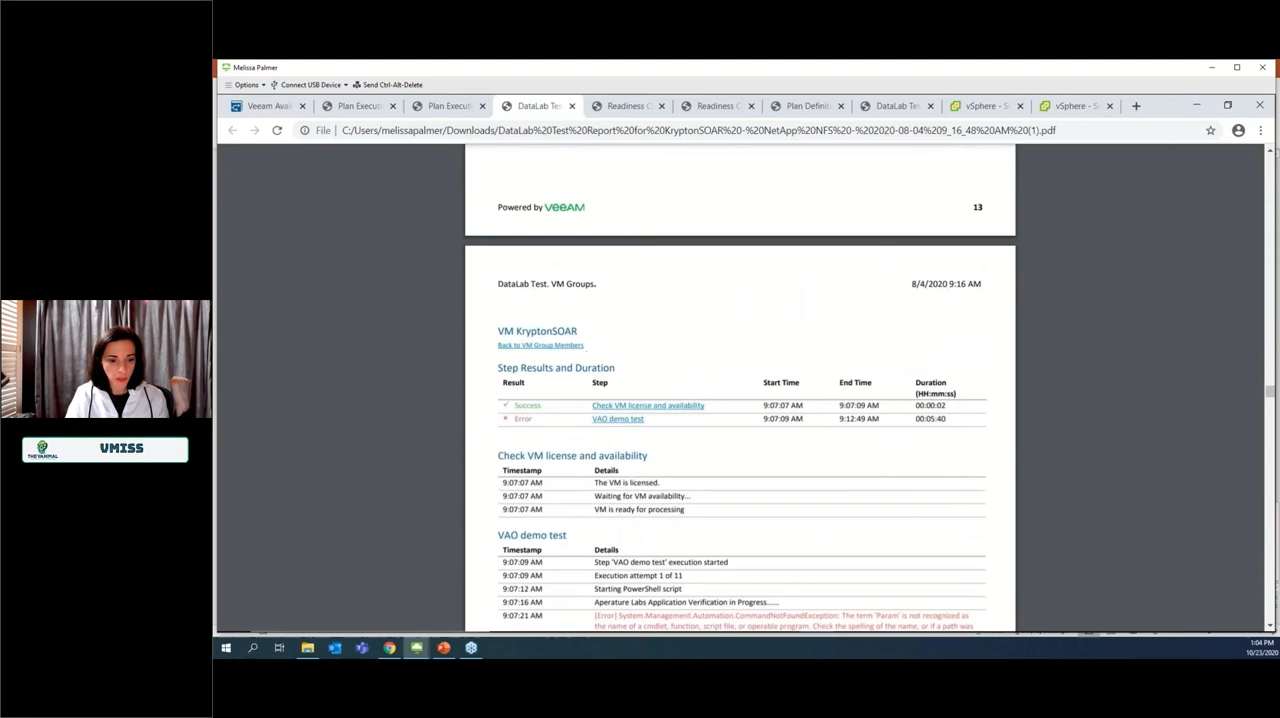 Melissa Palmer
Options Connect USB Device Send Ctrl-Alt-Delete
Veeam Avai Plan Executi Plan Executi DataLab Tes Readiness C Readiness C Plan Definit DataLab Tes vSphere - S vSphere - S
File C:/Users/melissapalmer/Downloads/DataLab%20Test%20Report%20for%20KryptonSOAR%20-%20NetApp%20NFS%20-%202020-08-04%209_16_48%20AM%20(1).pdf
Powered by veeAM 13
DataLab Test. VM Groups. 8/4/2020 9:16 AM
VM KryptonSOAR
Back to VM Group Members
Step Results and Duration
Result Step Start Time End Time Duration
(HH:mm:ss)
Success Check VM license and availability 9:07:07 AM 9:07:09 AM 00:00:02
Error VAO demo test 9:07:09 AM 9:12:49 AM 00:05:40
Check VM license and availability
Timestamp Details
9:07:07 AM The VM is licensed.
9:07:07 AM Waiting for VM availability...
9:07:07 AM VM is ready for processing
VAO demo test
Timestamp Details
9:07:09 AM Step 'VAO demo test' execution started
9:07:09 AM Execution attempt 1 of 11
9:07:12 AM Starting PowerShell script
9:07:16 AM Aperature Labs Application Verification in Progress......
9:07:21 AM [Error] System.Management.Automation.CommandNotFoundException: The term 'Param' is not recognized as
the name of a cmdlet, function, script file, or operable program. Check the spelling of the name, or if a path was
THEVANIMAL
VMISS
1:04 PM
10/23/2020